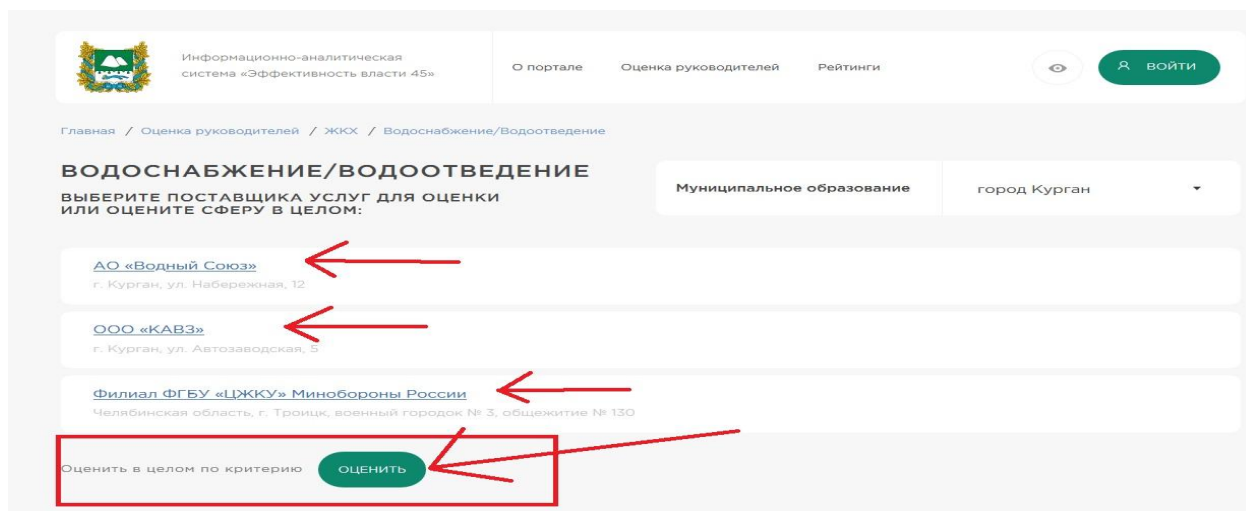 Информационно-аналитическая
система «Эффективность власти 45»
О портале Оценка руководителей Рейтинги
ВОЙТИ
Главная / Оценка руководителей / ЖКХ / Водоснабжение/Водоотведение
ВОДОСНАБЖЕНИЕ/ВОДООТВЕДЕНИЕ
ВЫБЕРИТЕ ПОСТАВЩИКА УСЛУГ ДЛЯ ОЦЕНКИ
ИЛИ ОЦЕНИТЕ СФЕРУ В ЦЕЛОМ:
Муниципальное образование город Курган
АО «Водный Союз»
г. Курган, ул. Набережная, 12
ООО «КАВЗ»
г. Курган, ул. Автозаводская, 5
Филиал ФГБУ «ЦЖКУ» Минобороны России
Челябинская область, г. Троицк, военный городок № 3, общежитие № 130
Оценить в целом по критерию ОЦЕНИТЬ